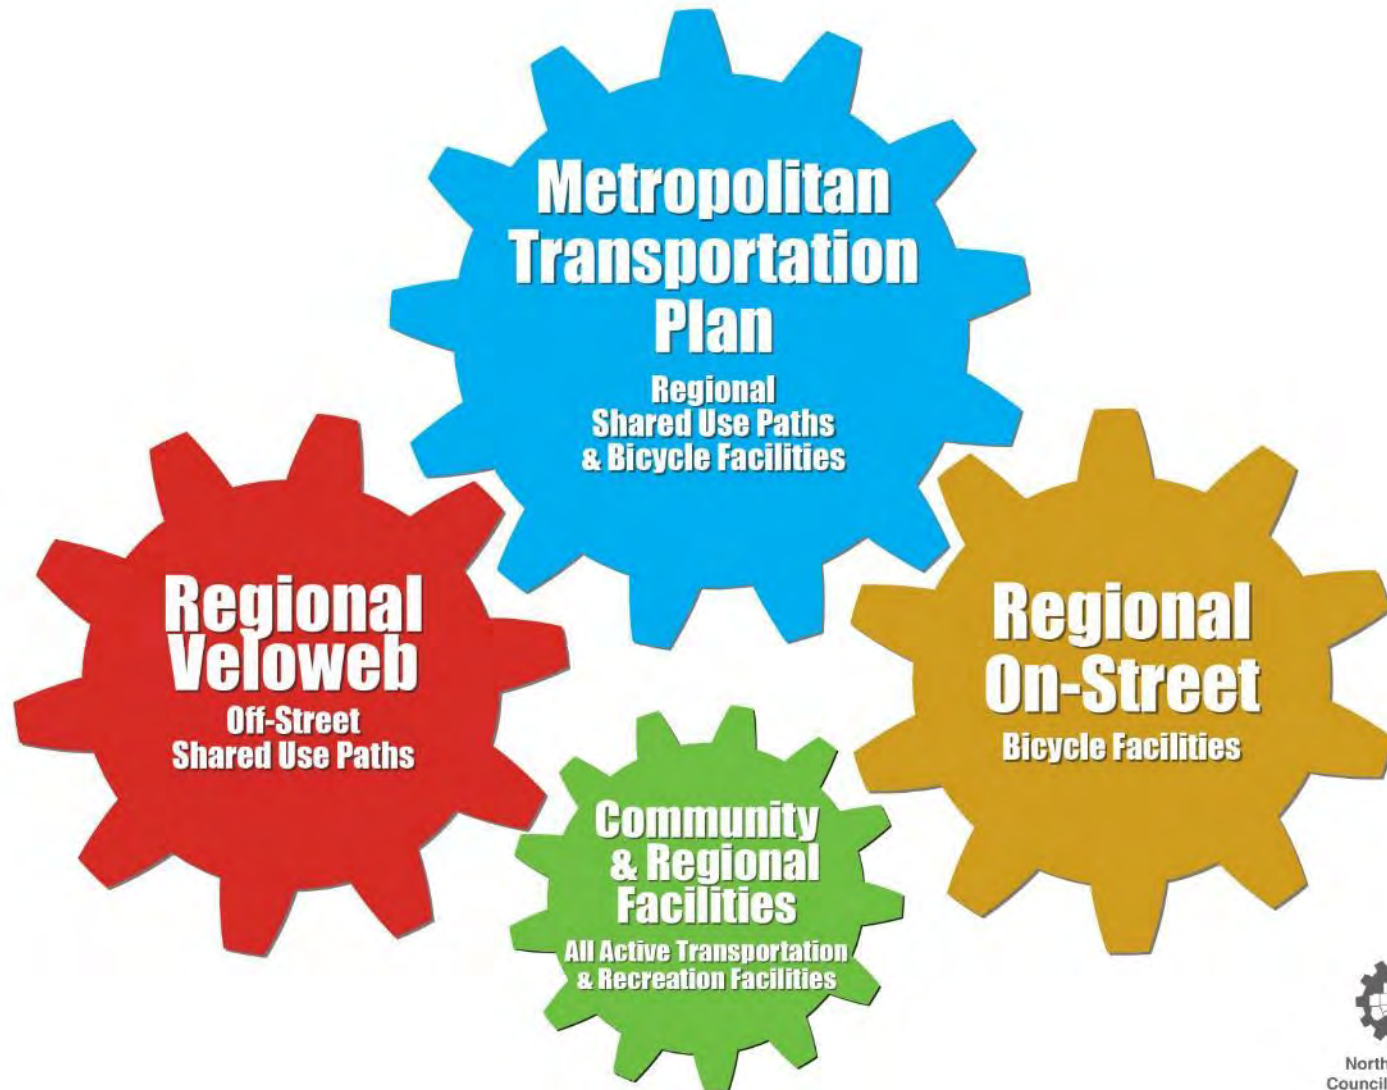 Metropolitan
Transportation
Plan
Regional
Shared Use Paths
& Bicycle Facilities
Regional
Veloweb
Off-Street
Shared Use Paths
Regional
On-Street
Bicycle Facilities
Community
& Regional
Facilities
All Active Transportation
& Recreation Facilities
North
Council